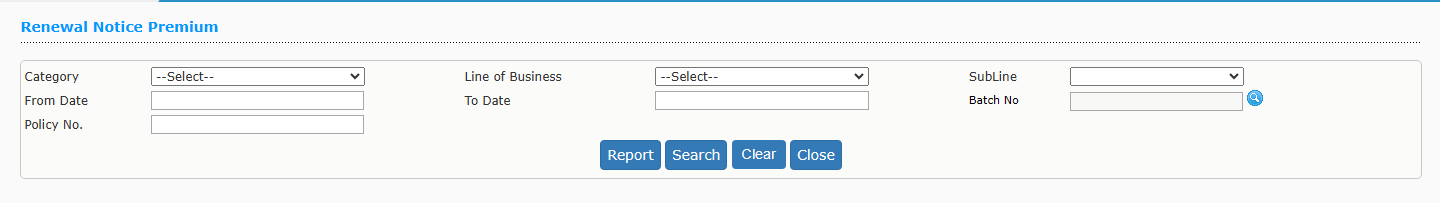 Renewal Notice Premium
Category --Select-- Line of Business --Select-- SubLine
From Date To Date Batch No
Policy No.
Report Search Clear Close